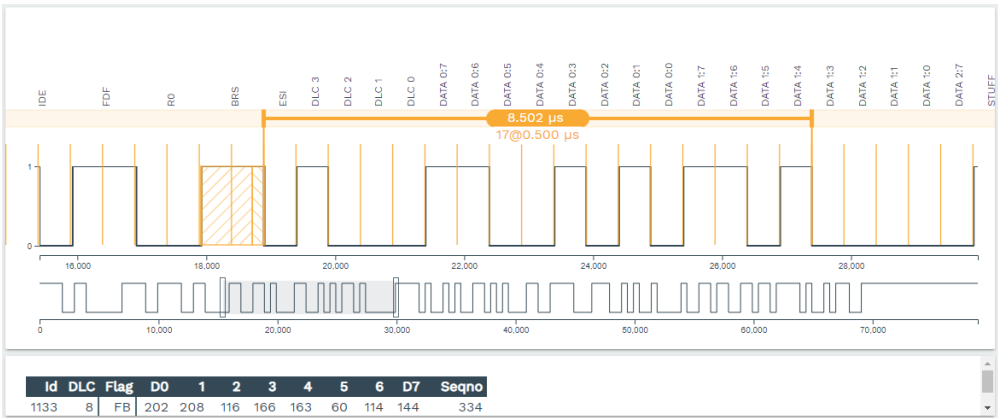 IDE FDF R0 BRS ESI DLC 3 DLC 2 DLC 1 DLC 0 DATA 0:7 DATA 0:6 DATA 0:5 DATA 0:4 DATA 0:3 DATA 0:2 DATA 0:1 DATA 0:0 DATA 1:7 DATA 1:6 DATA 1:5 DATA 1:4 DATA 1:3 DATA 1:2 DATA 1:1 DATA 1:0 DATA 2:7 STUFF
8.502 µs
17@0.500 µs
1
0
16,000 18,000 20,000 22,000 24,000 26,000 28,000
0 10,000 20,000 30,000 40,000 50,000 60,000 70,000
Id DLC Flag D0 1 2 3 4 5 6 D7 Seqno
1133 8 FB 202 208 116 166 163 60 114 144 334